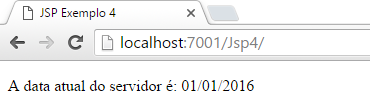 JSP Exemplo 4
localhost:7001/Jsp4/
A data atual do servidor é: 01/01/2016